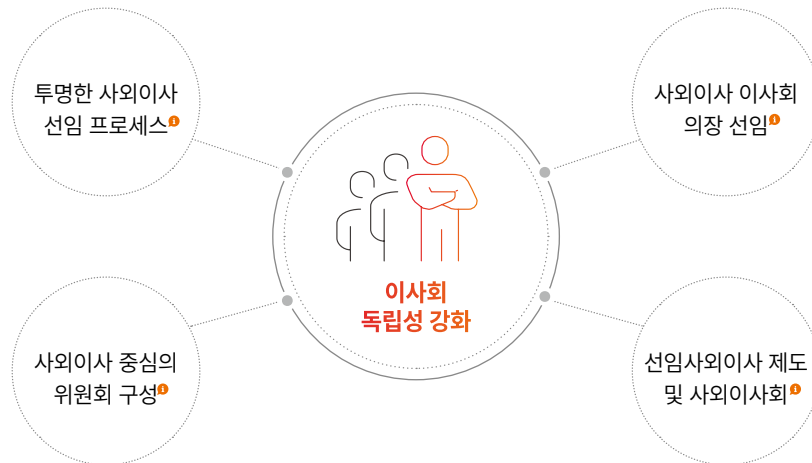 투명한 사외이사
선임 프로세스
사외이사 이사회
의장 선임
이사회
독립성 강화
사외이사 중심의
위원회 구성
선임사외이사 제도
및 사외이사회